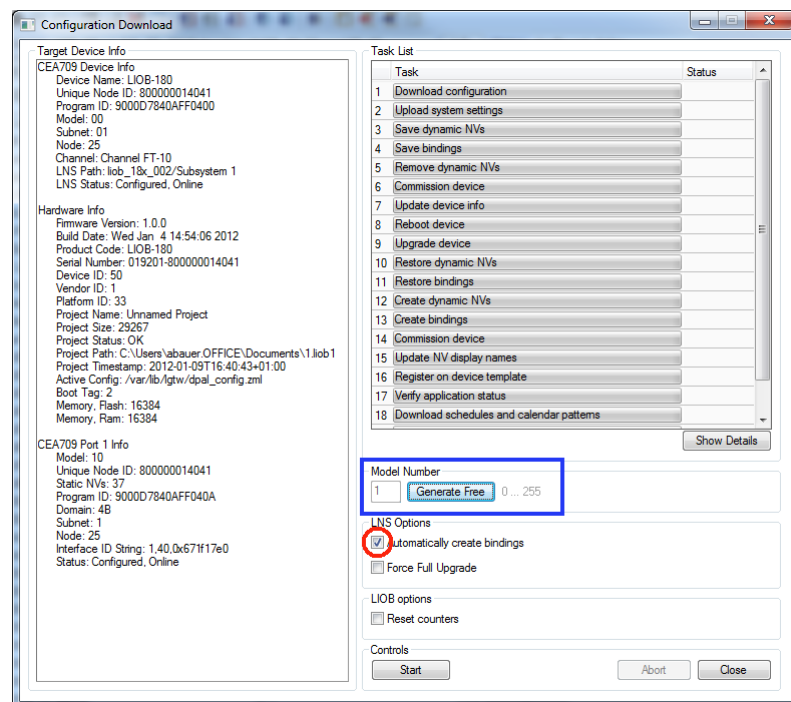 Configuration Download
Target Device Info
CEA709 Device Info
Device Name: LIOB-180
Unique Node ID: 800000014041
Program ID: 9000D7840AFF0400
Model: 00
Subnet: 01
Node: 25
Channel: Channel FT-10
LNS Path: liob_18x_002/Subsystem 1
LNS Status: Configured, Online
Hardware Info
Firmware Version: 1.0.0
Build Date: Wed Jan 4 14:54:06 2012
Product Code: LIOB-180
Serial Number: 019201-800000014041
Device ID: 50
Vendor ID: 1
Platform ID: 33
Project Name: Unnamed Project
Project Size: 29267
Project Status: OK
Project Path: C:\Users\abauer.OFFICE\Documents\1.liob1
Project Timestamp: 2012-01-09T16:40:43+01:00
Active Config: /var/lib/lgtw/dpal_config.zml
Boot Tag: 2
Memory, Flash: 16384
Memory, Ram: 16384
CEA709 Port 1 Info
Model: 10
Unique Node ID: 800000014041
Static NVs: 37
Program ID: 9000D7840AFF040A
Domain: 4B
Subnet: 1
Node: 25
Interface ID String: 1,40,0x671f17e0
Status: Configured, Online
Task List
Task Status
1 Download configuration
2 Upload system settings
3 Save dynamic NVs
4 Save bindings
5 Remove dynamic NVs
6 Commission device
7 Update device info
8 Reboot device
9 Upgrade device
10 Restore dynamic NVs
11 Restore bindings
12 Create dynamic NVs
13 Create bindings
14 Commission device
15 Update NV display names
16 Register on device template
17 Verify application status
18 Download schedules and calendar patterns
Show Details
Model Number
1 Generate Free 0 ... 255
LNS Options
Automatically create bindings
Force Full Upgrade
LIOB options
Reset counters
Controls
Start Abort Close